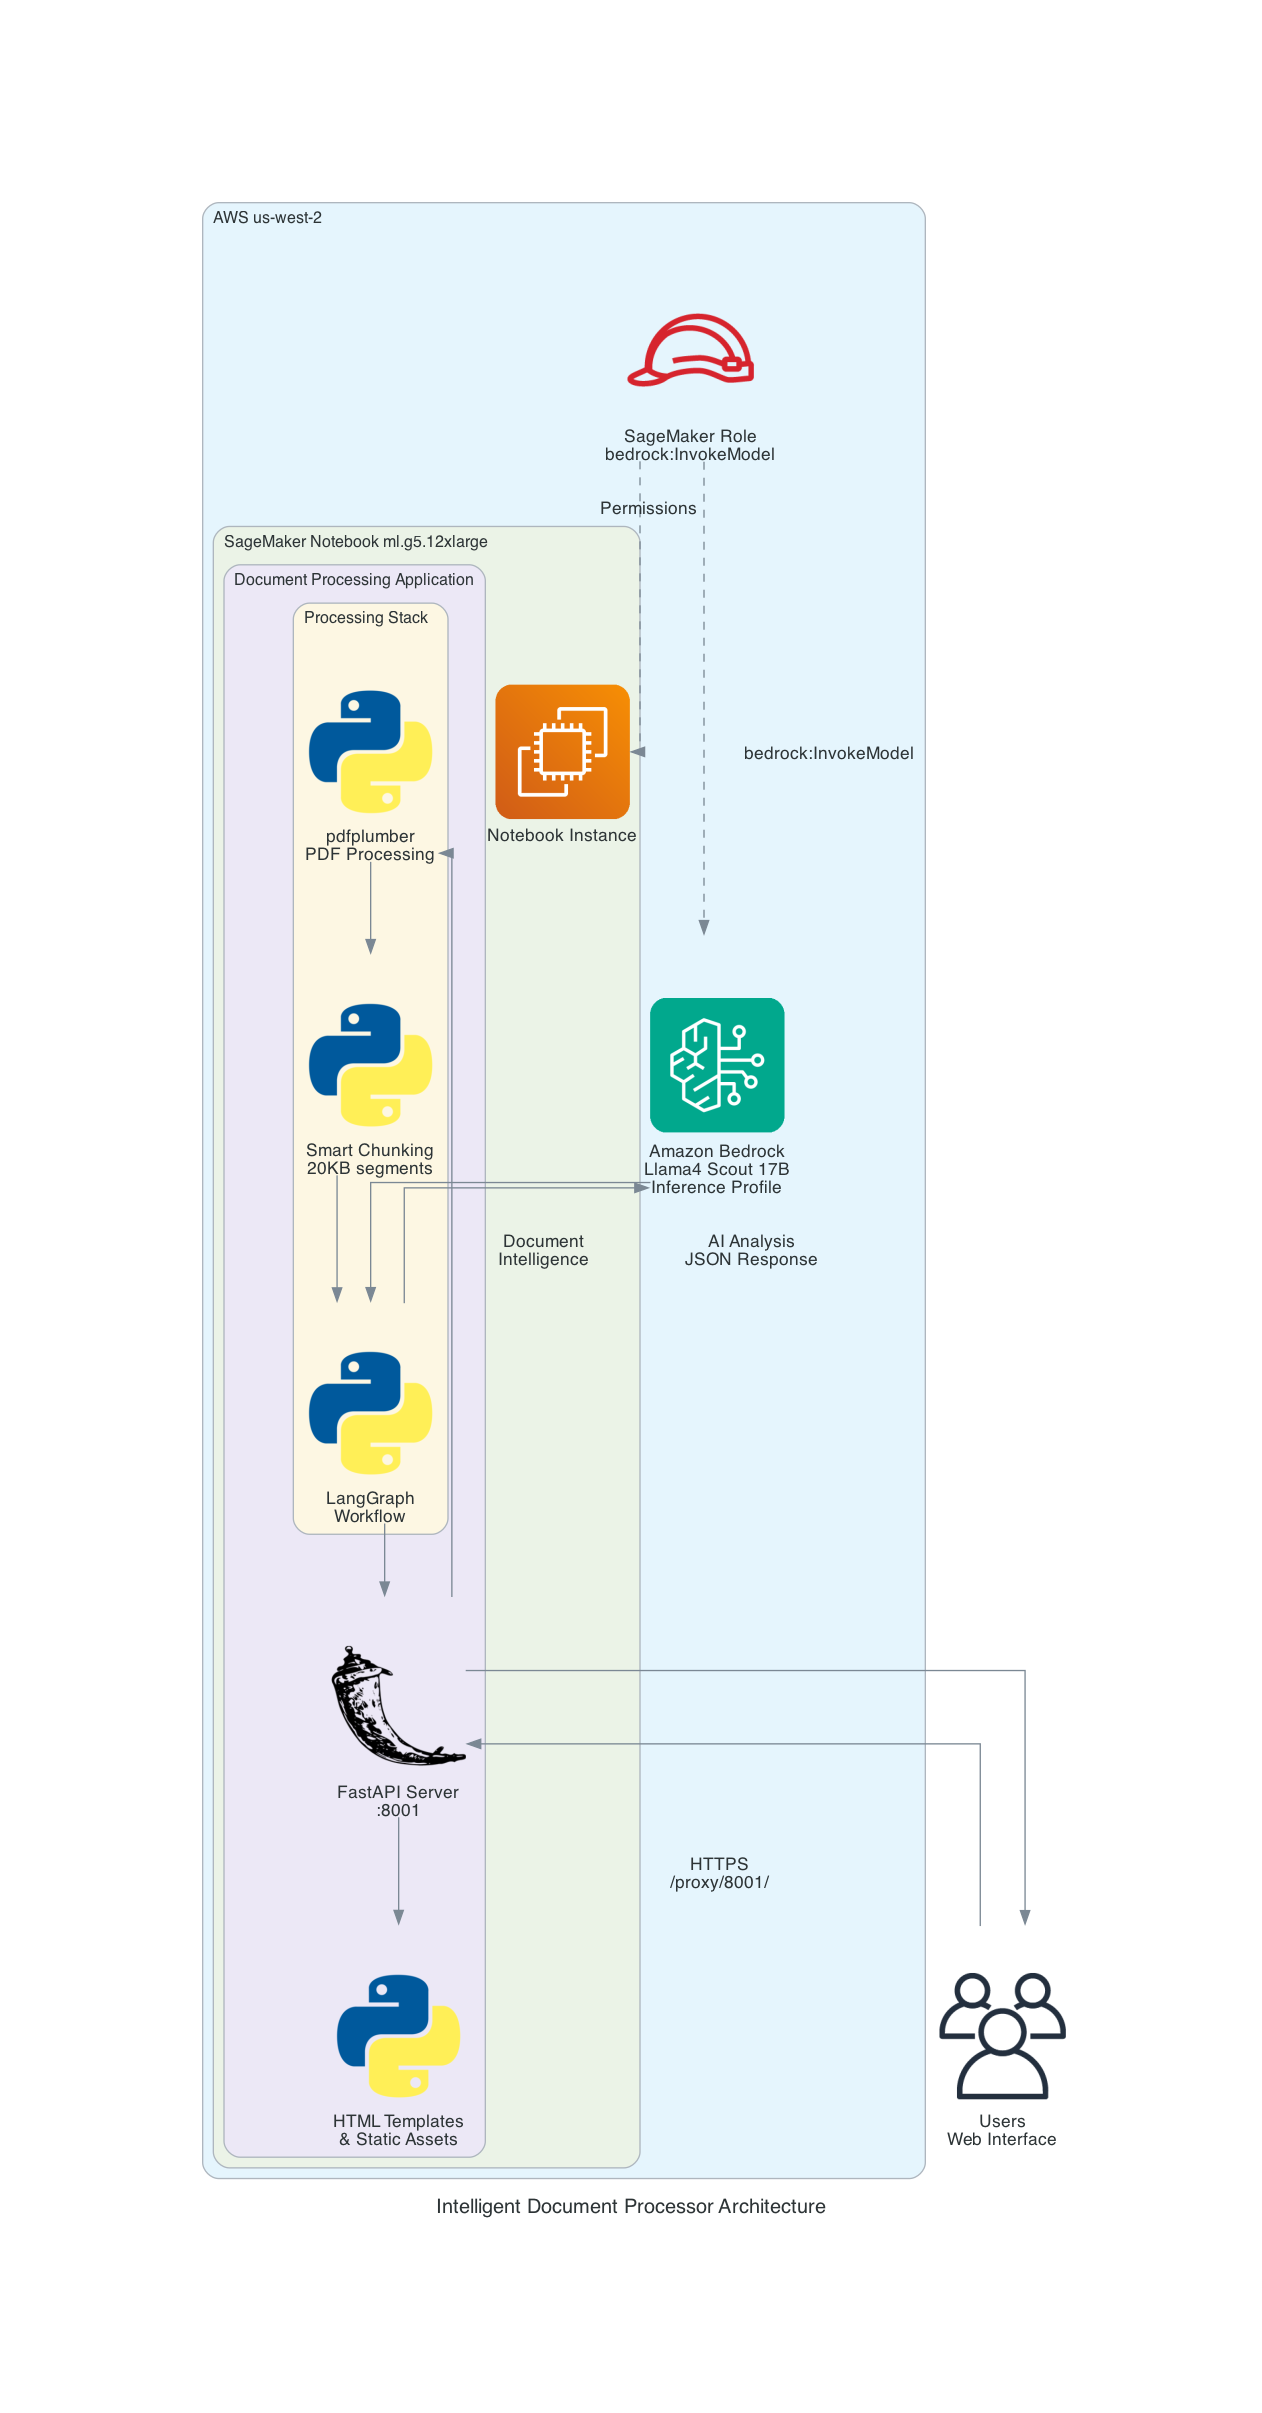 AWS us-west-2
SageMaker Role
bedrock:InvokeModel
Permissions
SageMaker Notebook ml.g5.12xlarge
Document Processing Application
Processing Stack
pdfplumber
PDF Processing
Notebook Instance
bedrock:InvokeModel
Smart Chunking
20KB segments
Amazon Bedrock
Llama4 Scout 17B
Inference Profile
Document
Intelligence
AI Analysis
JSON Response
LangGraph
Workflow
FastAPI Server
:8001
HTTPS
/proxy/8001/
HTML Templates
& Static Assets
Users
Web Interface
Intelligent Document Processor Architecture